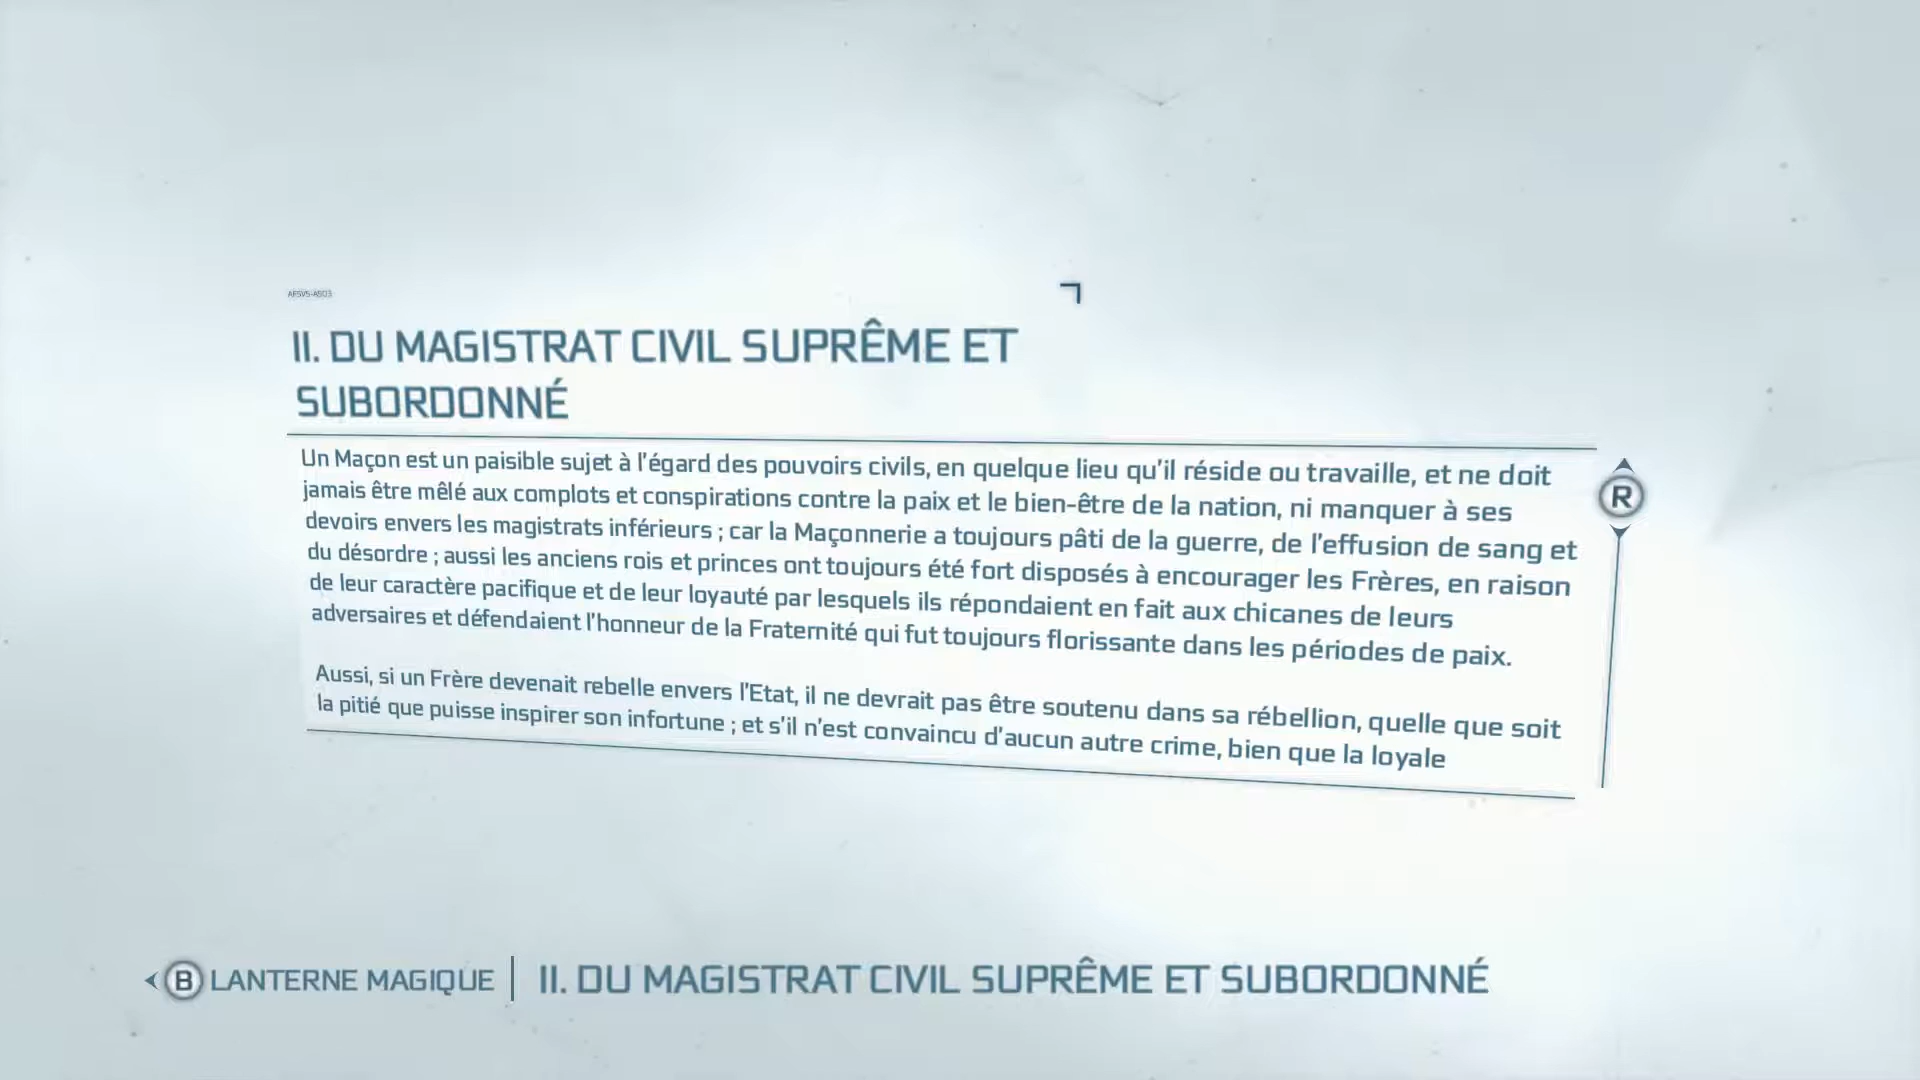 AFSVS-AS03
II. DU MAGISTRAT CIVIL SUPRÊME ET
SUBORDONNÉ
Un Maçon est un paisible sujet à l'égard des pouvoirs civils, en quelque lieu qu'il réside ou travaille, et ne doit
jamais être mêlé aux complots et conspirations contre la paix et le bien-être de la nation, ni manquer à ses
devoirs envers les magistrats inférieurs ; car la Maçonnerie a toujours pâti de la guerre, de l'effusion de sang et
du désordre ; aussi les anciens rois et princes ont toujours été fort disposés à encourager les Frères, en raison
de leur caractère pacifique et de leur loyauté par lesquels ils répondaient en fait aux chicanes de leurs
adversaires et défendaient l'honneur de la Fraternité qui fut toujours florissante dans les périodes de paix.
Aussi, si un Frère devenait rebelle envers l'Etat, il ne devrait pas être soutenu dans sa rébellion, quelle que soit
la pitié que puisse inspirer son infortune ; et s'il n'est convaincu d'aucun autre crime, bien que la loyale
R
B LANTERNE MAGIQUE | II. DU MAGISTRAT CIVIL SUPRÊME ET SUBORDONNÉ